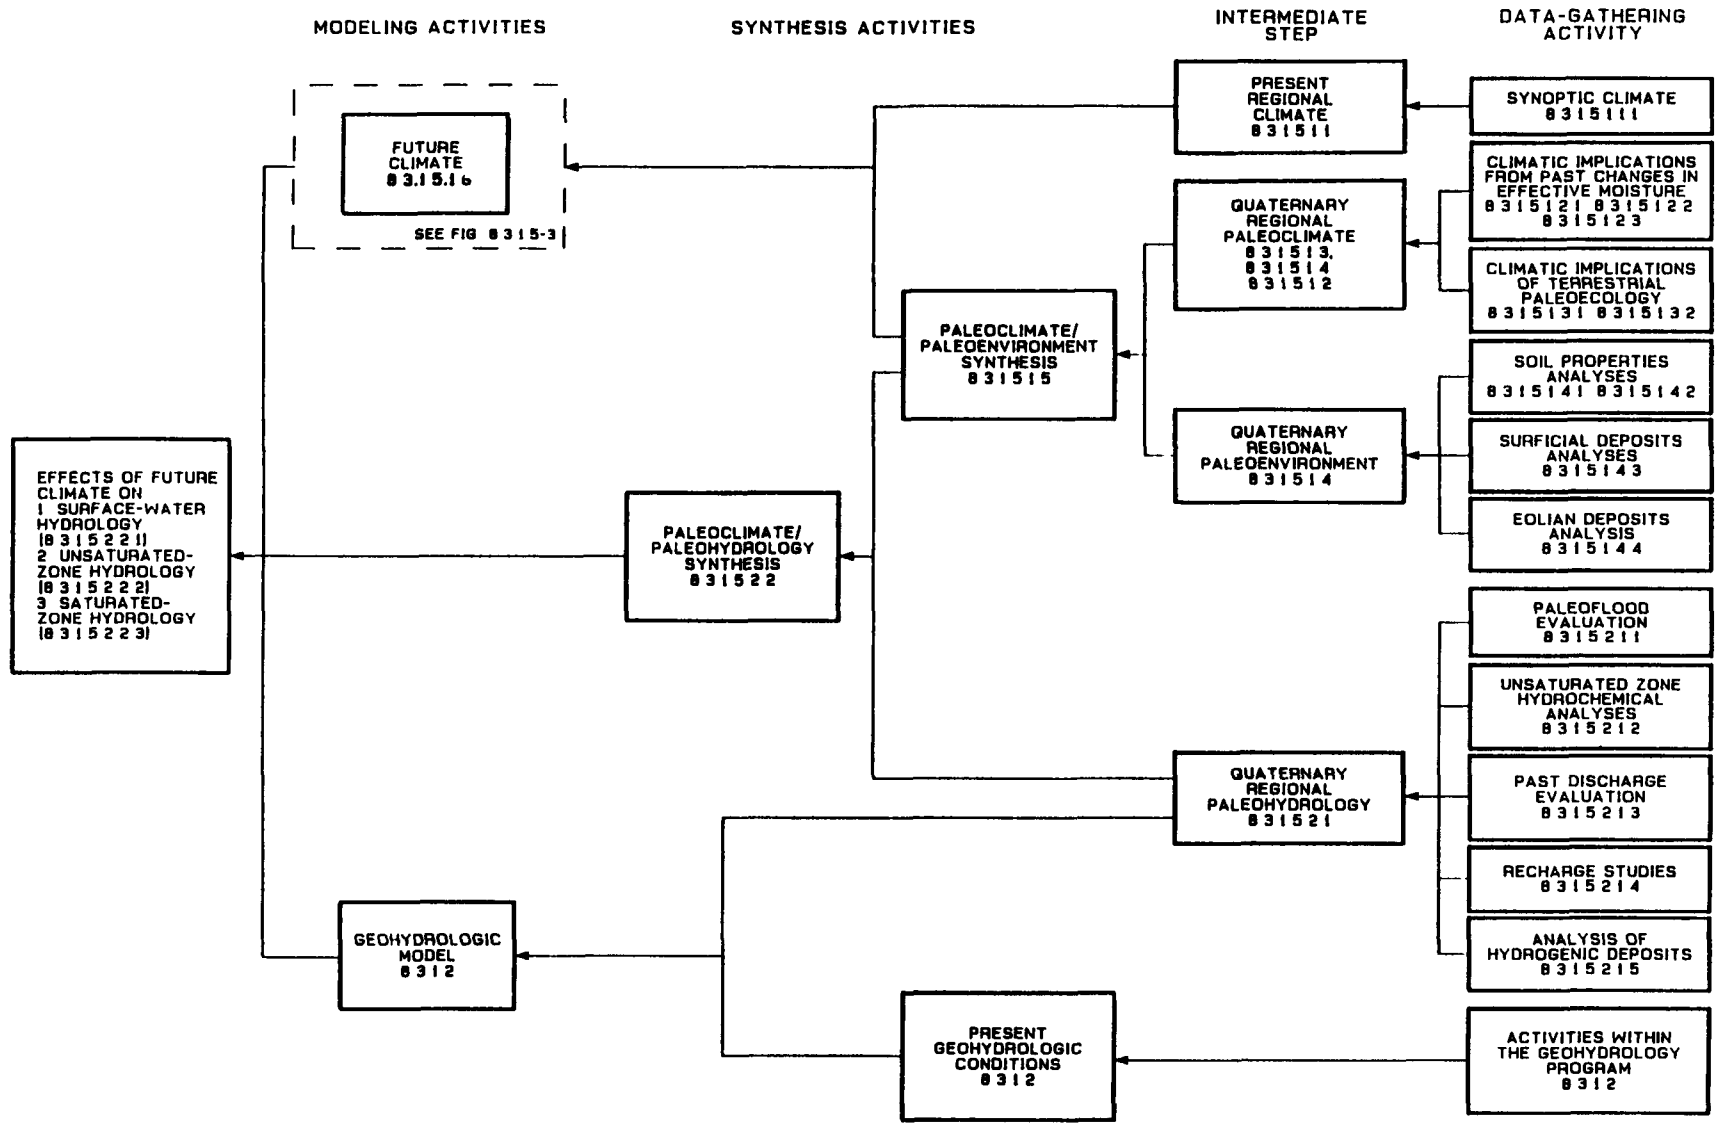 MODELING ACTIVITIES
SYNTHESIS ACTIVITIES
INTERMEDIATE
STEP
DATA-GATHERING
ACTIVITY
FUTURE
CLIMATE
8 3.1 5.1 6
SEE FIG 8 3 1 5-3
PRESENT
REGIONAL
CLIMATE
8 3 1 5 1 1
SYNOPTIC CLIMATE
8 3 1 5 1 1 1
CLIMATIC IMPLICATIONS
FROM PAST CHANGES IN
EFFECTIVE MOISTURE
8 3 1 5 1 2 1 8 3 1 5 1 2 2
8 3 1 5 1 2 3
QUATERNARY
REGIONAL
PALEOCLIMATE
8 3 1 5 1 3,
8 3 1 5 1 4
8 3 1 5 1 2
CLIMATIC IMPLICATIONS
OF TERRESTRIAL
PALEOECOLOGY
8 3 1 5 1 3 1 8 3 1 5 1 3 2
PALEOCLIMATE/
PALEOENVIRONMENT
SYNTHESIS
8 3 1 5 1 5
SOIL PROPERTIES
ANALYSES
8 3 1 5 1 4 1 8 3 1 5 1 4 2
QUATERNARY
REGIONAL
PALEOENVIRONMENT
8 3 1 5 1 4
SURFICIAL DEPOSITS
ANALYSES
8 3 1 5 1 4 3
EOLIAN DEPOSITS
ANALYSIS
8 3 1 5 1 4 4
EFFECTS OF FUTURE
CLIMATE ON
1 SURFACE-WATER
HYDROLOGY
(8 3 1 5 2 2 1)
2 UNSATURATED-
ZONE HYDROLOGY
(8 3 1 5 2 2 2)
3 SATURATED-
ZONE HYDROLOGY
(8 3 1 5 2 2 3)
PALEOCLIMATE/
PALEOHYDROLOGY
SYNTHESIS
8 3 1 5 2 2
PALEOFLOOD
EVALUATION
8 3 1 5 2 1 1
UNSATURATED ZONE
HYDROCHEMICAL
ANALYSES
8 3 1 5 2 1 2
QUATERNARY
REGIONAL
PALEOHYDROLOGY
8 3 1 5 2 1
PAST DISCHARGE
EVALUATION
8 3 1 5 2 1 3
RECHARGE STUDIES
8 3 1 5 2 1 4
GEOHYDROLOGIC
MODEL
8 3 1 2
ANALYSIS OF
HYDROGENIC DEPOSITS
8 3 1 5 2 1 5
PRESENT
GEOHYDROLOGIC
CONDITIONS
8 3 1 2
ACTIVITIES WITHIN
THE GEOHYDROLOGY
PROGRAM
8 3 1 2